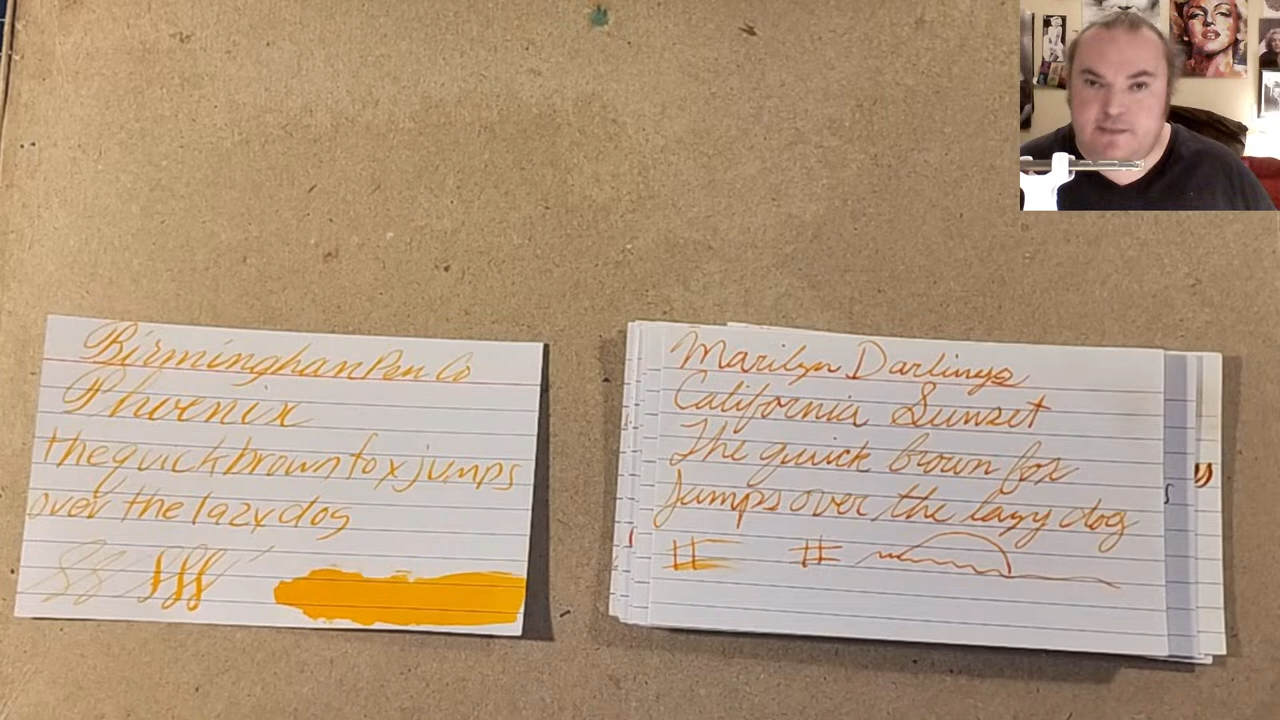 Birminghan Pen Co
Phoenix
the quick brown fox jumps
over the lazy dog
Marilyn Darlings
California Sunset
The quick brown fox
Jumps over the lazy dog